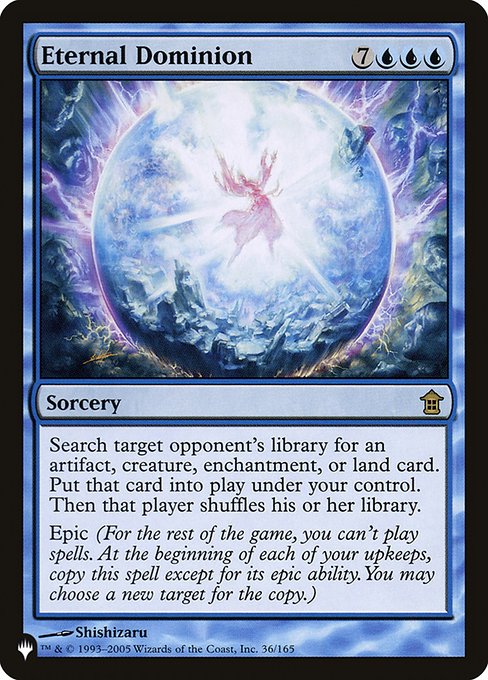 Eternal Dominion 7
Sorcery
Search target opponent's library for an
artifact, creature, enchantment, or land card.
Put that card into play under your control.
Then that player shuffles his or her library.
Epic (For the rest of the game, you can't play
spells. At the beginning of each of your upkeeps,
copy this spell except for its epic ability. You may
choose a new target for the copy.)
Shishizaru
™ & © 1993–2005 Wizards of the Coast, Inc. 36/165